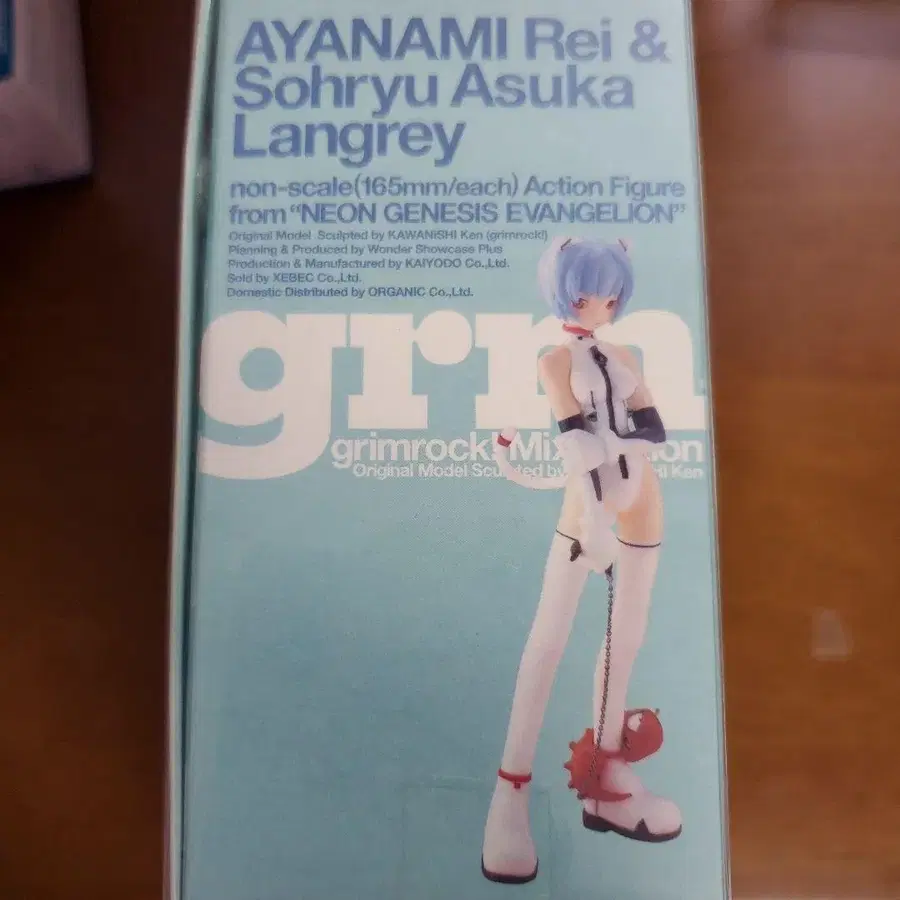 AYANAMI Rei &
Sohryu Asuka
Langrey
non-scale(165mm/each) Action Figure
from "NEON GENESIS EVANGELION"
Original Model Sculpted by KAWANISHI Ken (grimrock!)
Planning & Produced by Wonder Showcase Plus
Production & Manufactured by KAIYODO Co.,Ltd.
Sold by XEBEC Co.,Ltd.
Domestic Distributed by ORGANIC Co.,Ltd.
grm
grimrock!
Original Model by Ken